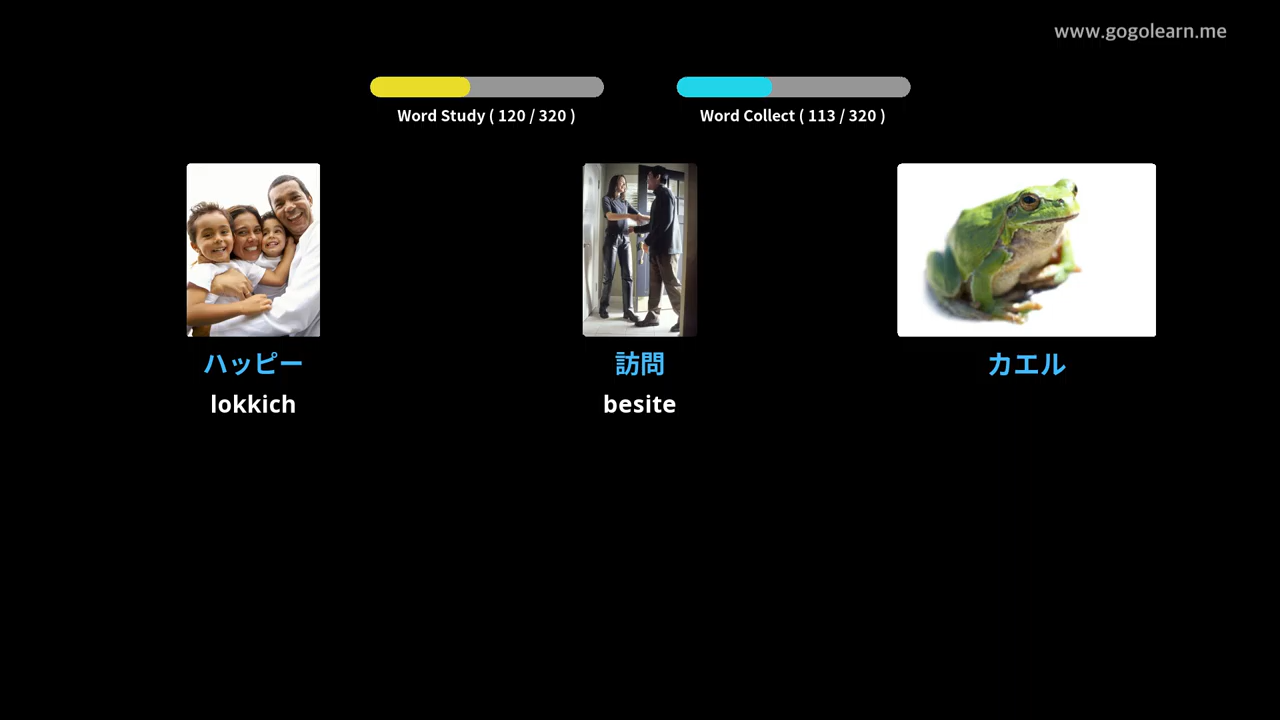 www.gogolearn.me
Word Study ( 120 / 320 )
Word Collect ( 113 / 320 )
ハッピー
訪問
カエル
lokkich
besite